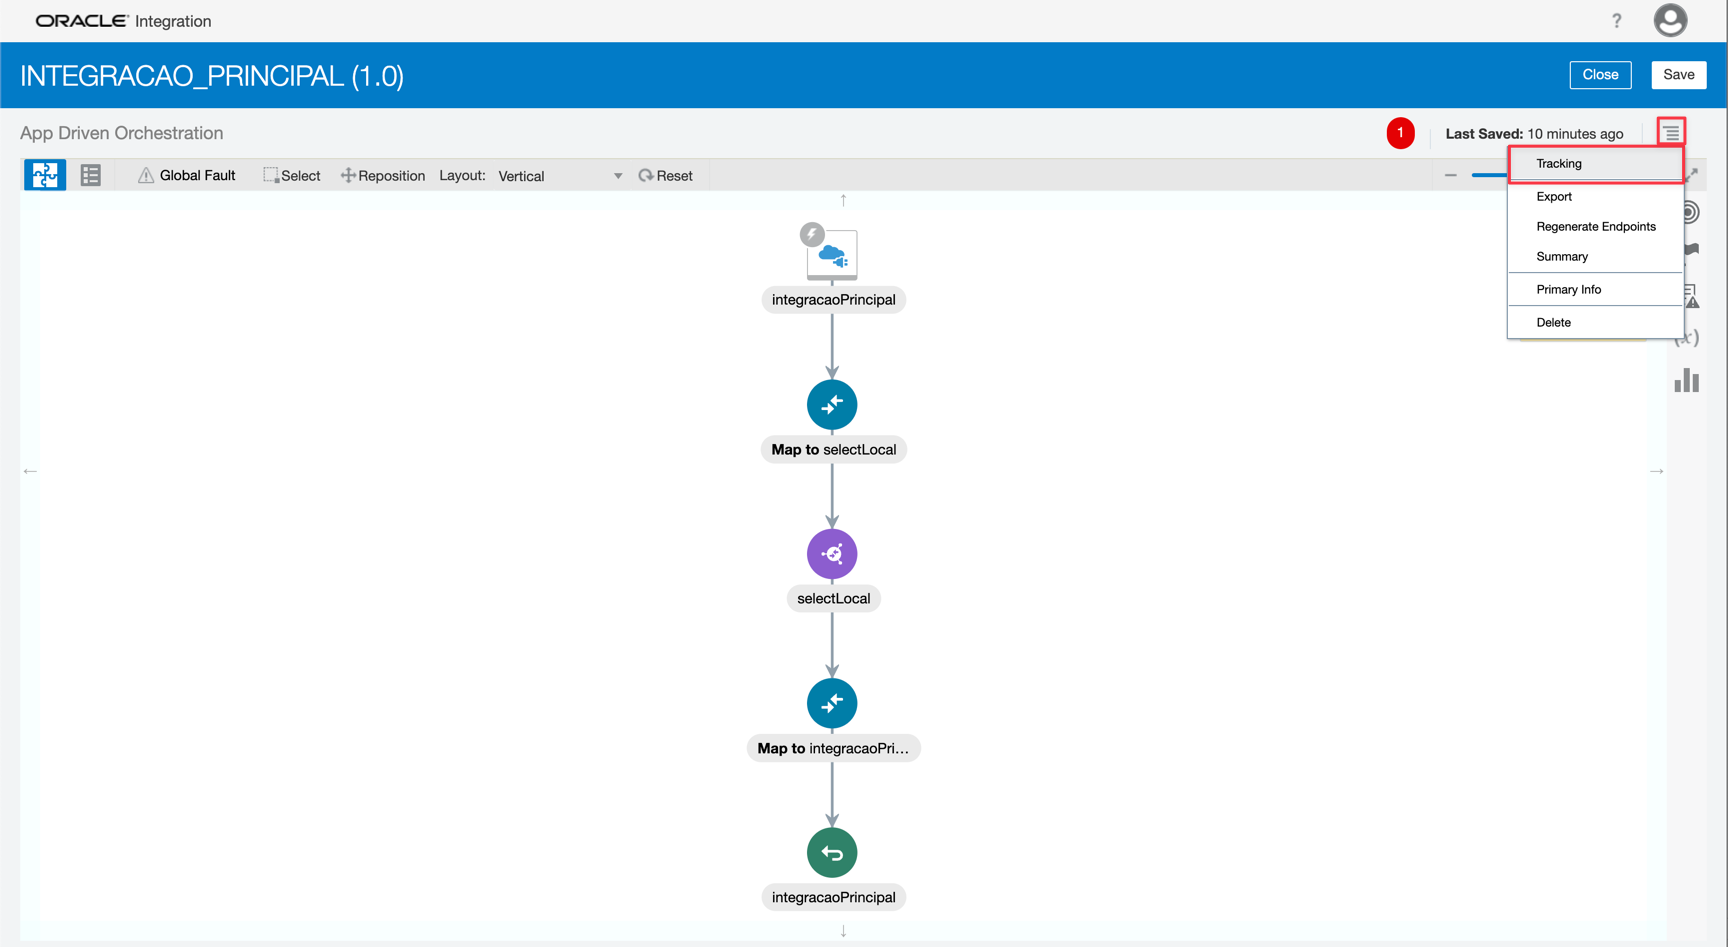 ORACLE Integration
?
INTEGRACAO_PRINCIPAL (1.0)
Close
Save
App Driven Orchestration
1
Last Saved: 10 minutes ago
Global Fault
Select
Reposition
Layout: Vertical
Reset
Tracking
Export
Regenerate Endpoints
Summary
Primary Info
Delete
integracaoPrincipal
Map to selectLocal
selectLocal
Map to integracaoPri...
integracaoPrincipal